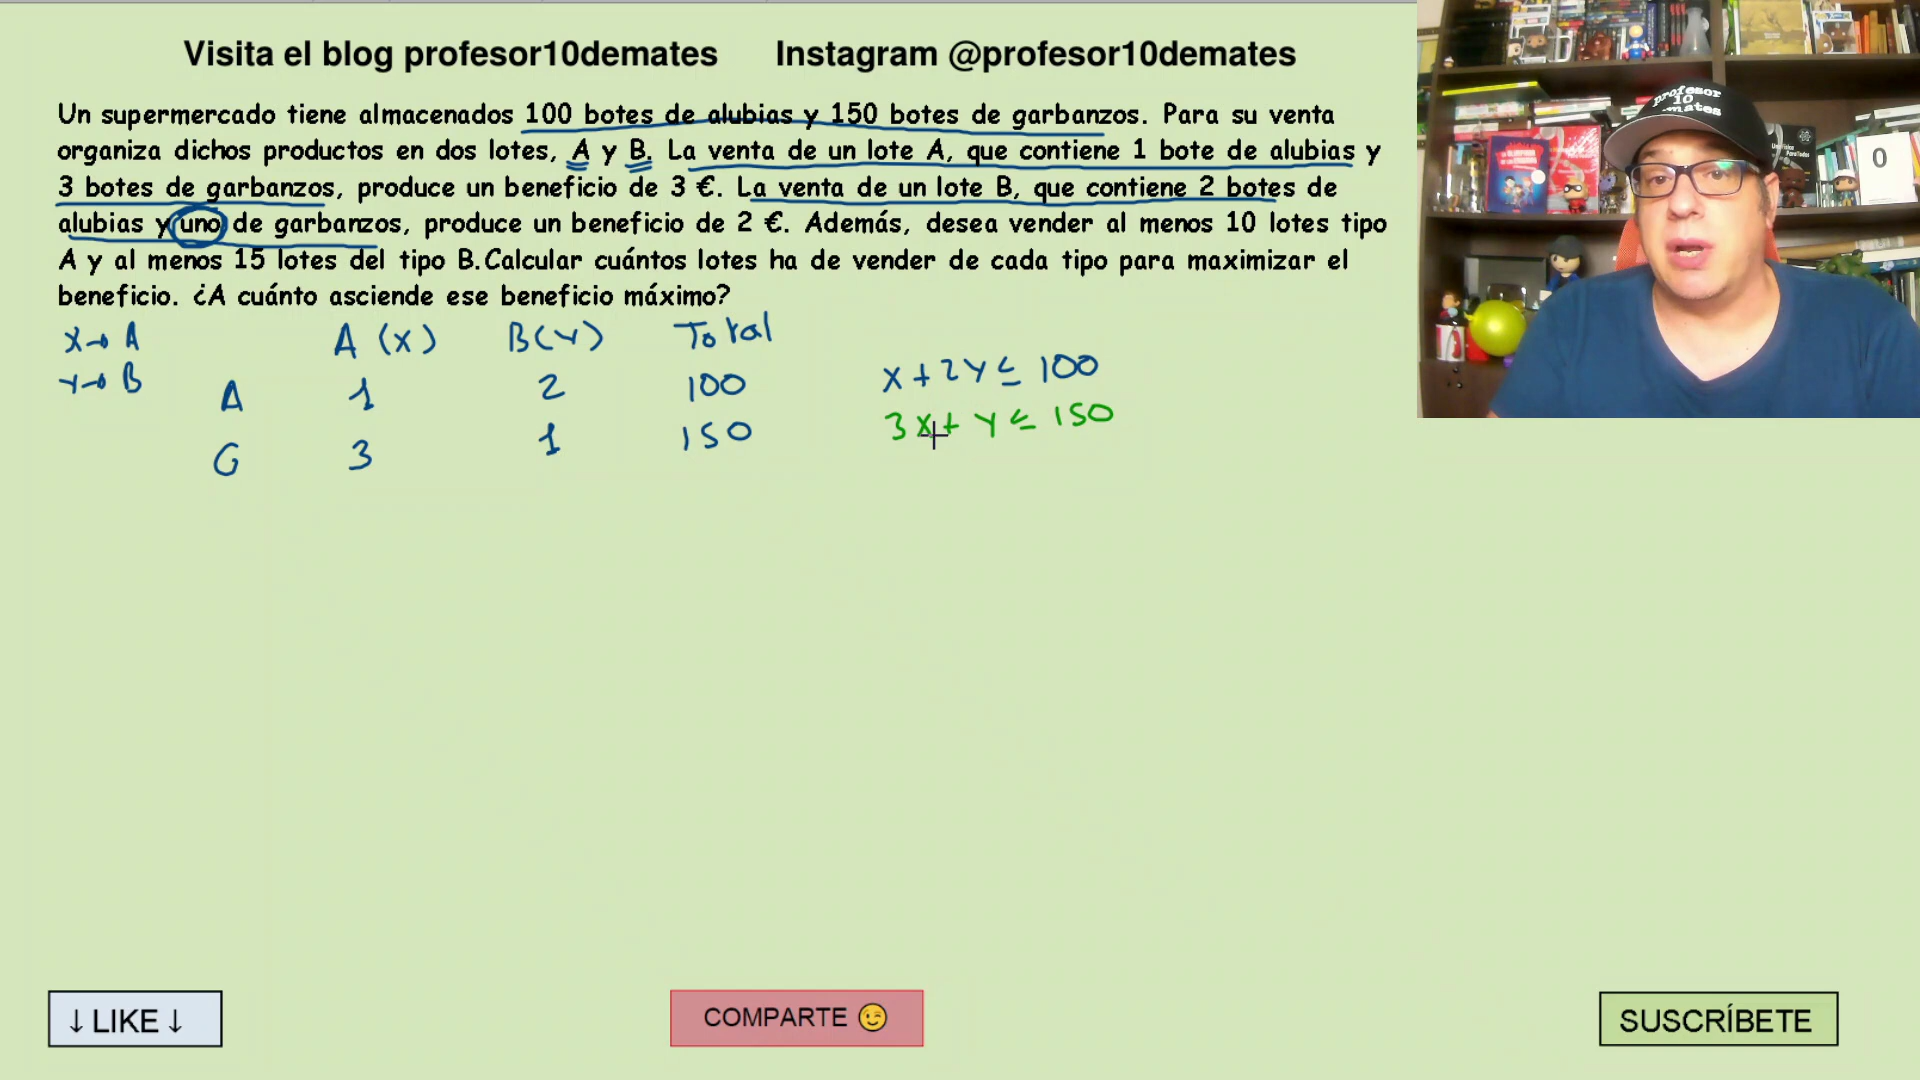 Visita el blog profesor10demates Instagram @profesor10demates
Un supermercado tiene almacenados 100 botes de alubias y 150 botes de garbanzos. Para su venta
organiza dichos productos en dos lotes, A y B. La venta de un lote A, que contiene 1 bote de alubias y
3 botes de garbanzos, produce un beneficio de 3 €. La venta de un lote B, que contiene 2 botes de
alubias y uno de garbanzos, produce un beneficio de 2 €. Además, desea vender al menos 10 lotes tipo
A y al menos 15 lotes del tipo B.Calcular cuántos lotes ha de vender de cada tipo para maximizar el
beneficio. ¿A cuánto asciende ese beneficio máximo?
X→ A A (X) B(Y) Total
Y→ B A 1 2 100 X + 2Y ≤ 100
G 3 1 150 3X + Y ≤ 150
profesor
10
mates
0
↓ LIKE ↓ COMPARTE 😉 SUSCRÍBETE